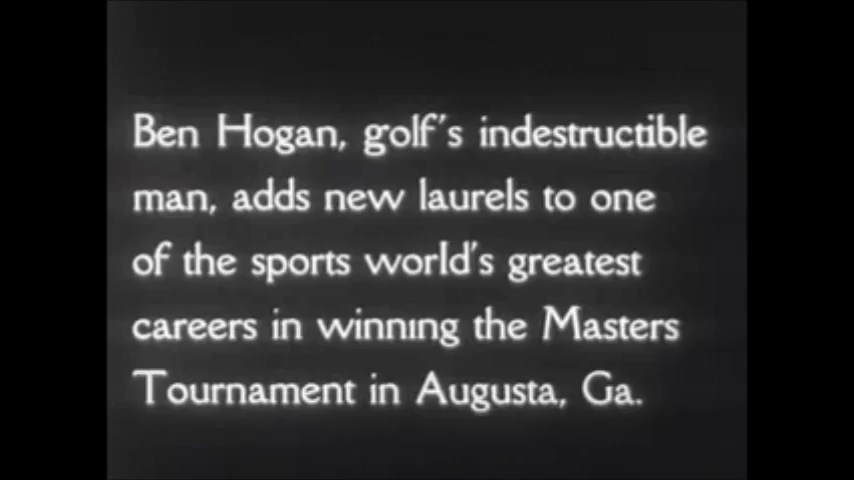 Ben Hogan, golf's indestructible
man, adds new laurels to one
of the sports world's greatest
careers in winning the Masters
Tournament in Augusta, Ga.